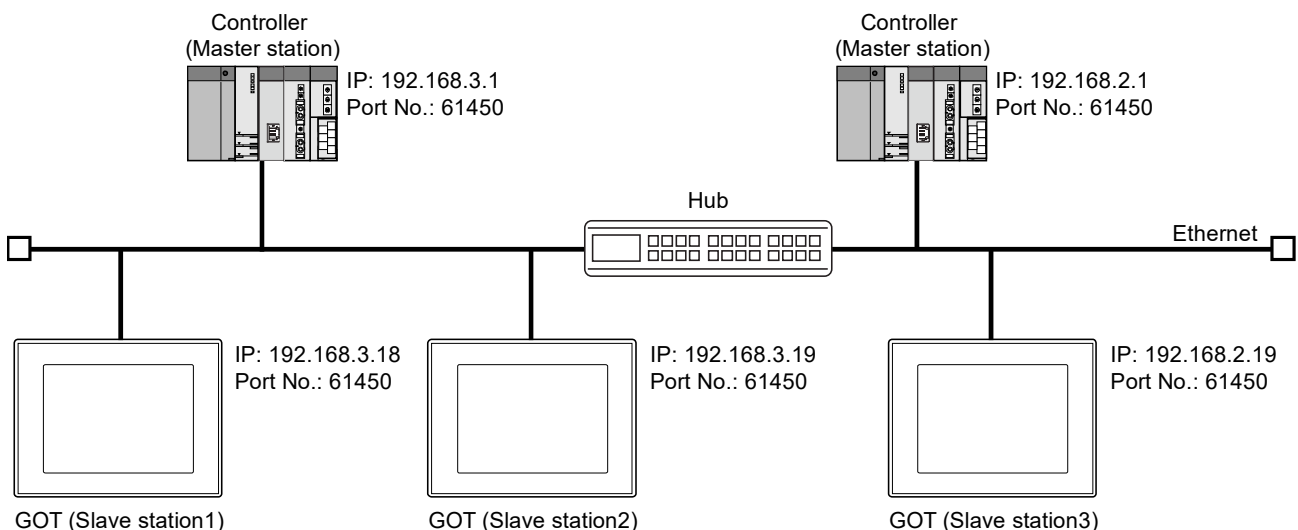 Controller
(Master station)
IP: 192.168.3.1
Port No.: 61450
Controller
(Master station)
IP: 192.168.2.1
Port No.: 61450
Hub
Ethernet
IP: 192.168.3.18
Port No.: 61450
GOT (Slave station1)
IP: 192.168.3.19
Port No.: 61450
GOT (Slave station2)
IP: 192.168.2.19
Port No.: 61450
GOT (Slave station3)